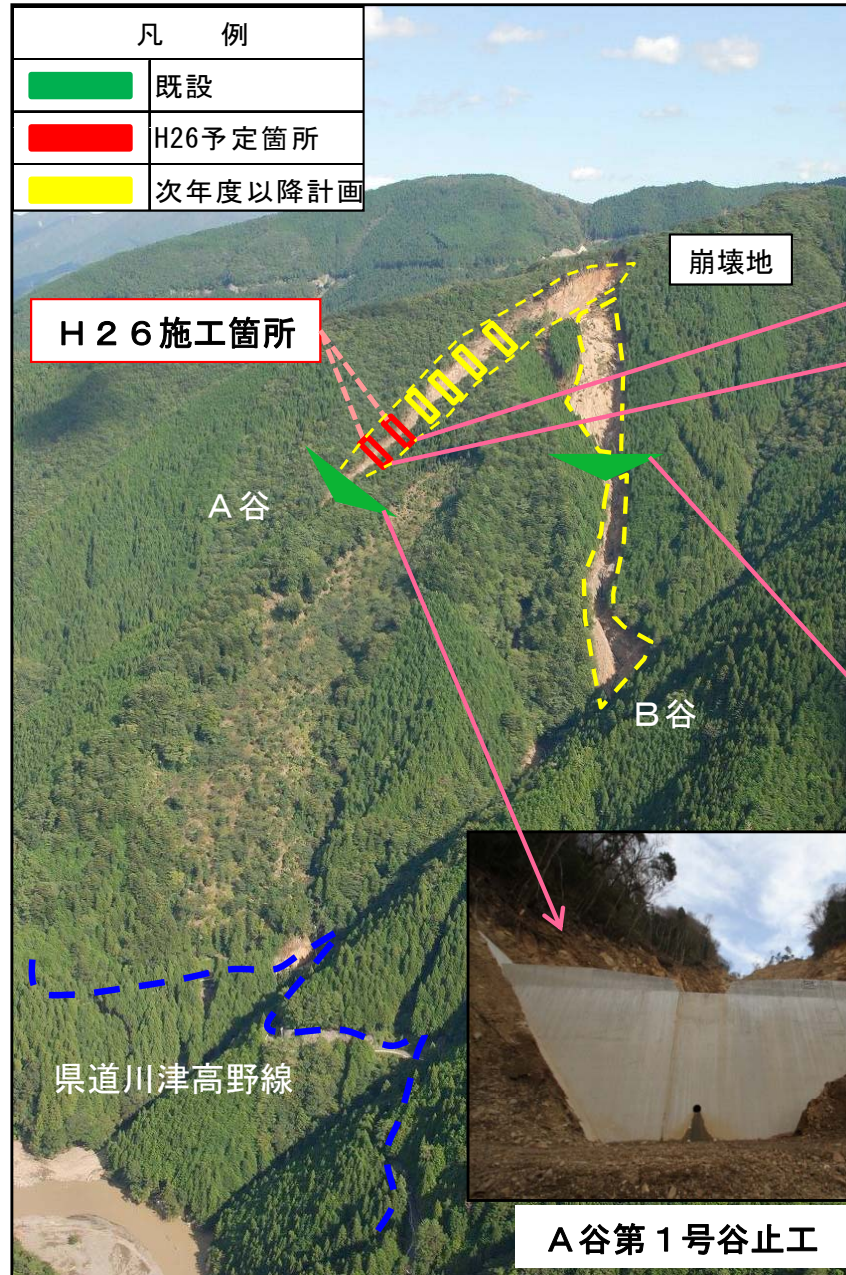 凡　例
既設
H26予定箇所
次年度以降計画
崩壊地
Ｈ２６施工箇所
Ａ谷
Ｂ谷
県道川津高野線
Ａ谷第１号谷止工